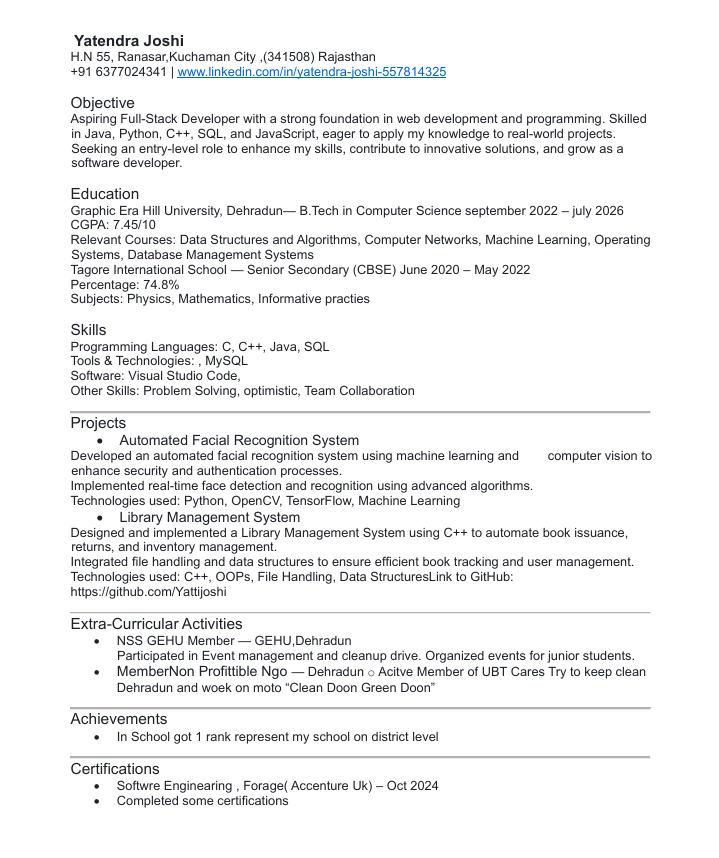 Yatendra Joshi
H.N 55, Ranasar,Kuchaman City ,(341508) Rajasthan
+91 6377024341 | www.linkedin.com/in/yatendra-joshi-557814325
Objective
Aspiring Full-Stack Developer with a strong foundation in web development and programming. Skilled
in Java, Python, C++, SQL, and JavaScript, eager to apply my knowledge to real-world projects.
Seeking an entry-level role to enhance my skills, contribute to innovative solutions, and grow as a
software developer.
Education
Graphic Era Hill University, Dehradun— B.Tech in Computer Science september 2022 – july 2026
CGPA: 7.45/10
Relevant Courses: Data Structures and Algorithms, Computer Networks, Machine Learning, Operating
Systems, Database Management Systems
Tagore International School — Senior Secondary (CBSE) June 2020 – May 2022
Percentage: 74.8%
Subjects: Physics, Mathematics, Informative practies
Skills
Programming Languages: C, C++, Java, SQL
Tools & Technologies: , MySQL
Software: Visual Studio Code,
Other Skills: Problem Solving, optimistic, Team Collaboration
Projects
• Automated Facial Recognition System
Developed an automated facial recognition system using machine learning and computer vision to
enhance security and authentication processes.
Implemented real-time face detection and recognition using advanced algorithms.
Technologies used: Python, OpenCV, TensorFlow, Machine Learning
• Library Management System
Designed and implemented a Library Management System using C++ to automate book issuance,
returns, and inventory management.
Integrated file handling and data structures to ensure efficient book tracking and user management.
Technologies used: C++, OOPs, File Handling, Data StructuresLink to GitHub:
https://github.com/Yattijoshi
Extra-Curricular Activities
• NSS GEHU Member — GEHU,Dehradun
Participated in Event management and cleanup drive. Organized events for junior students.
• MemberNon Profittible Ngo — Dehradun ○ Acitve Member of UBT Cares Try to keep clean
Dehradun and woek on moto “Clean Doon Green Doon”
Achievements
• In School got 1 rank represent my school on district level
Certifications
• Softwre Enginearing , Forage( Accenture Uk) – Oct 2024
• Completed some certifications